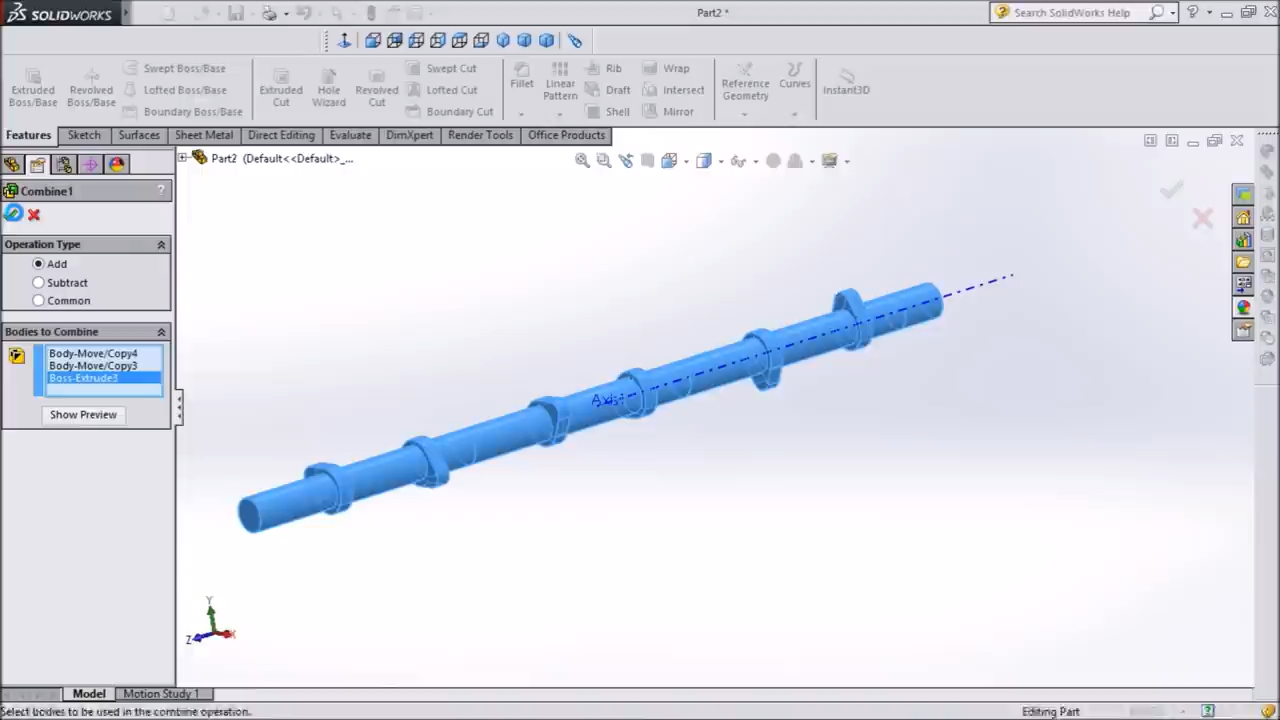 SOLIDWORKS
Part2 *
Search SolidWorks Help
Extruded Boss/Base
Revolved Boss/Base
Swept Boss/Base
Lofted Boss/Base
Boundary Boss/Base
Extruded Cut
Hole Wizard
Revolved Cut
Swept Cut
Lofted Cut
Boundary Cut
Fillet
Linear Pattern
Rib
Draft
Shell
Wrap
Intersect
Mirror
Reference Geometry
Curves
Instant3D
Features
Sketch
Surfaces
Sheet Metal
Direct Editing
Evaluate
DimXpert
Render Tools
Office Products
Part2 (Default<<Default>_...
Combine1
?
Operation Type
Add
Subtract
Common
Bodies to Combine
Body-Move/Copy4
Body-Move/Copy3
Boss-Extrude3
Show Preview
Axis1
Y
Z
X
Model
Motion Study 1
Select bodies to be used in the combine operation.
Editing Part